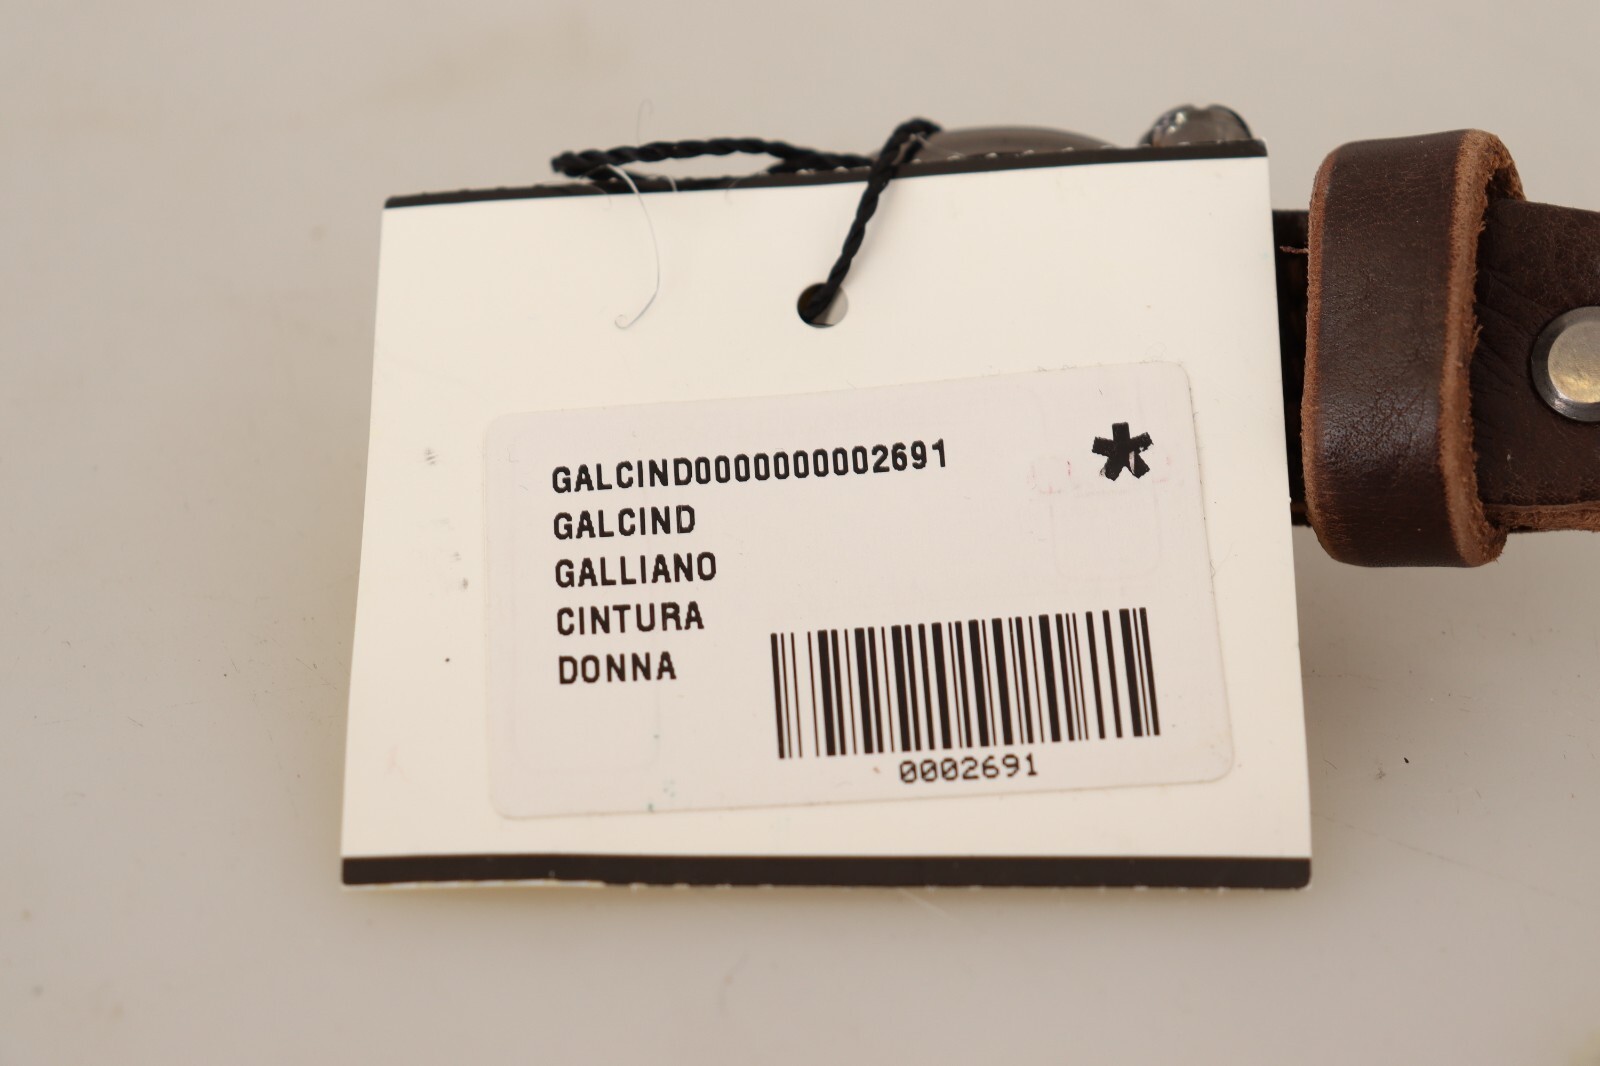 GALCIND0000000002691
*
GALCIND
GALLIANO
CINTURA
DONNA
0002691